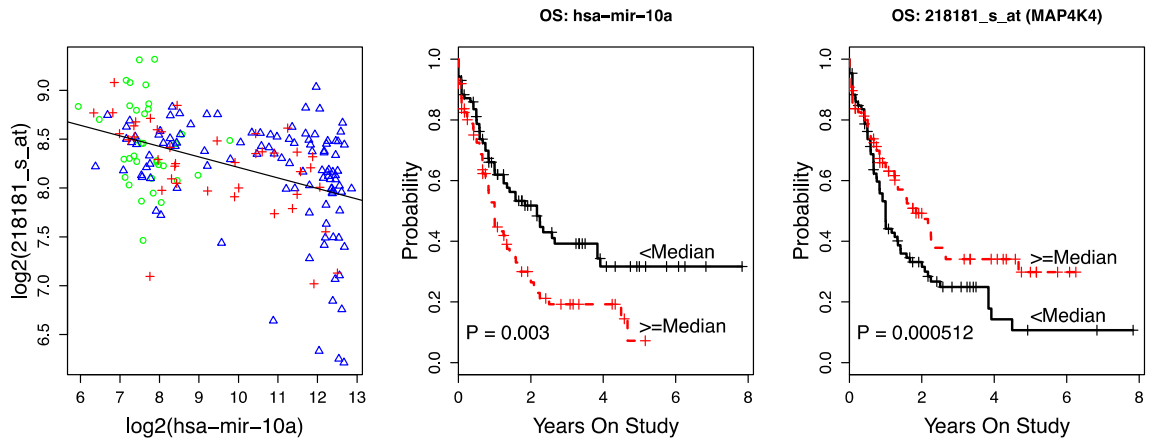 log2(218181_s_at)
9.0
8.5
8.0
7.5
7.0
6.5
6 7 8 9 10 11 12 13
log2(hsa−mir−10a)
OS: hsa−mir−10a
Probability
1.0
0.8
0.6
0.4
0.2
0.0
<Median
>=Median
P = 0.003
0 2 4 6 8
Years On Study
OS: 218181_s_at (MAP4K4)
Probability
1.0
0.8
0.6
0.4
0.2
0.0
>=Median
<Median
P = 0.000512
0 2 4 6 8
Years On Study